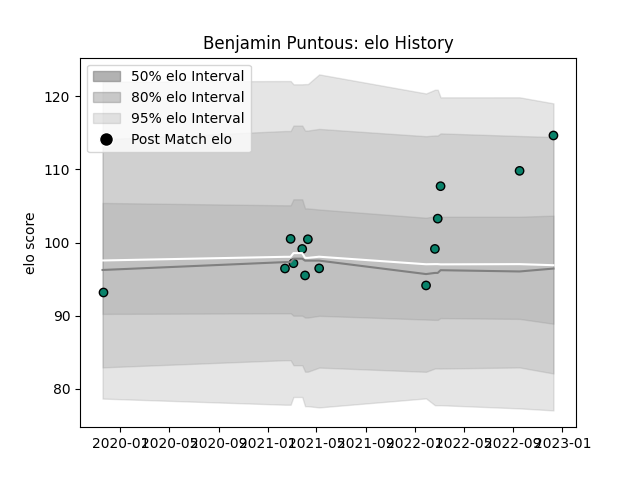 Benjamin Puntous: elo History
50% elo Interval
80% elo Interval
95% elo Interval
Post Match elo
elo score
120
110
100
90
80
2020-01 2020-05 2020-09 2021-01 2021-05 2021-09 2022-01 2022-05 2022-09 2023-01